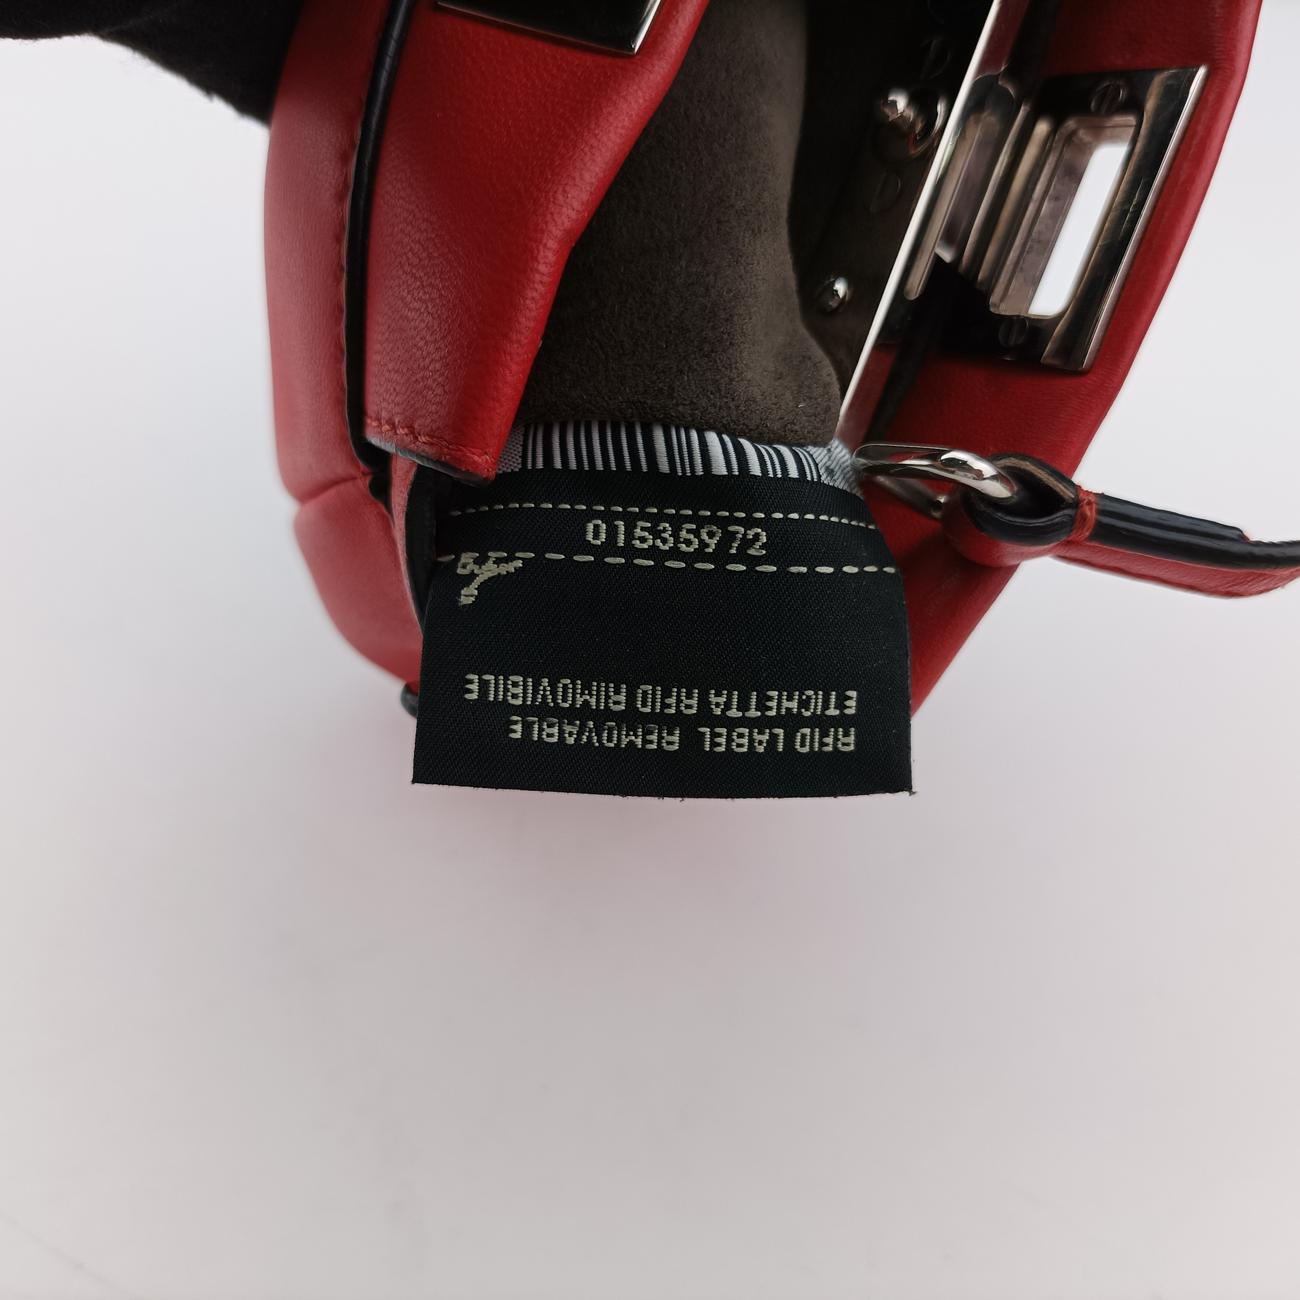 01535972
RFID LABEL REMOVABLE
ETICHETTA RFID RIMOVIBILE